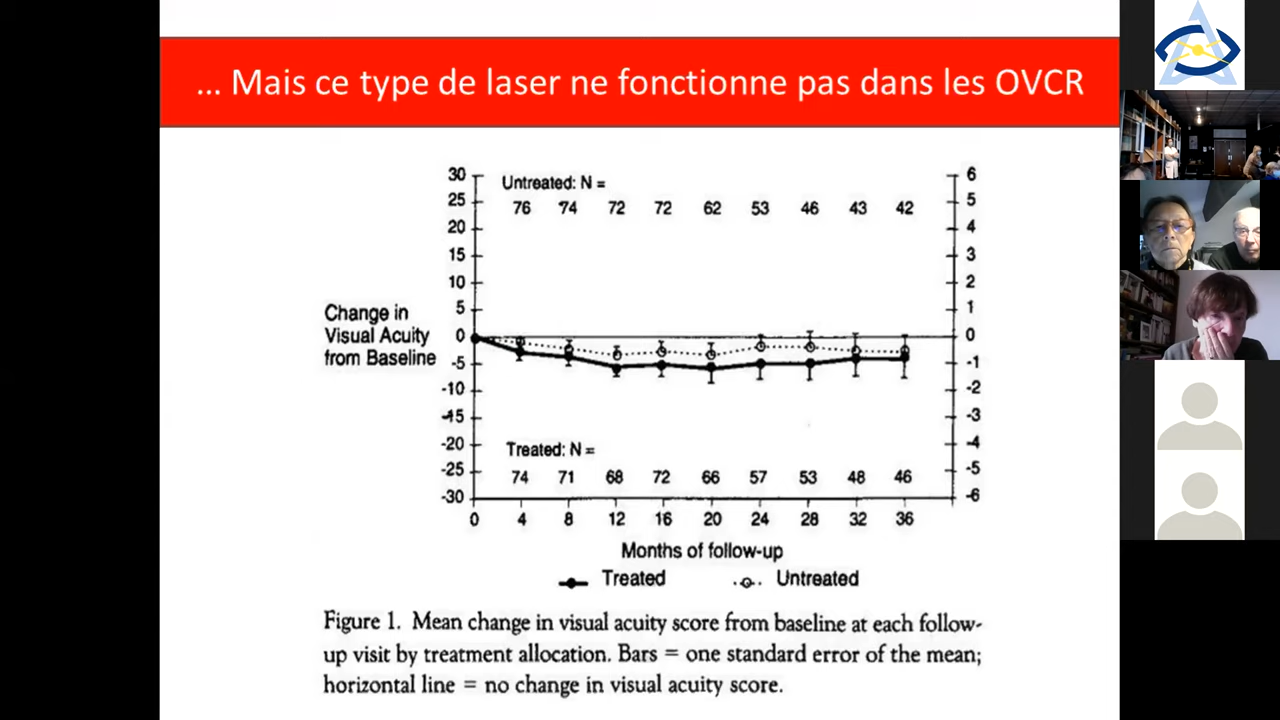 ... Mais ce type de laser ne fonctionne pas dans les OVCR
30 6
Untreated: N =
25 5
76 74 72 72 62 53 46 43 42
20 4
15 3
10 2
5 1
Change in
Visual Acuity
from Baseline
0 0
-5 -1
-10 -2
-15 -3
-20 -4
Treated: N =
-25 -5
74 71 68 72 66 57 53 48 46
-30 -6
0 4 8 12 16 20 24 28 32 36
Months of follow-up
Treated Untreated
Figure 1. Mean change in visual acuity score from baseline at each follow-
up visit by treatment allocation. Bars = one standard error of the mean;
horizontal line = no change in visual acuity score.